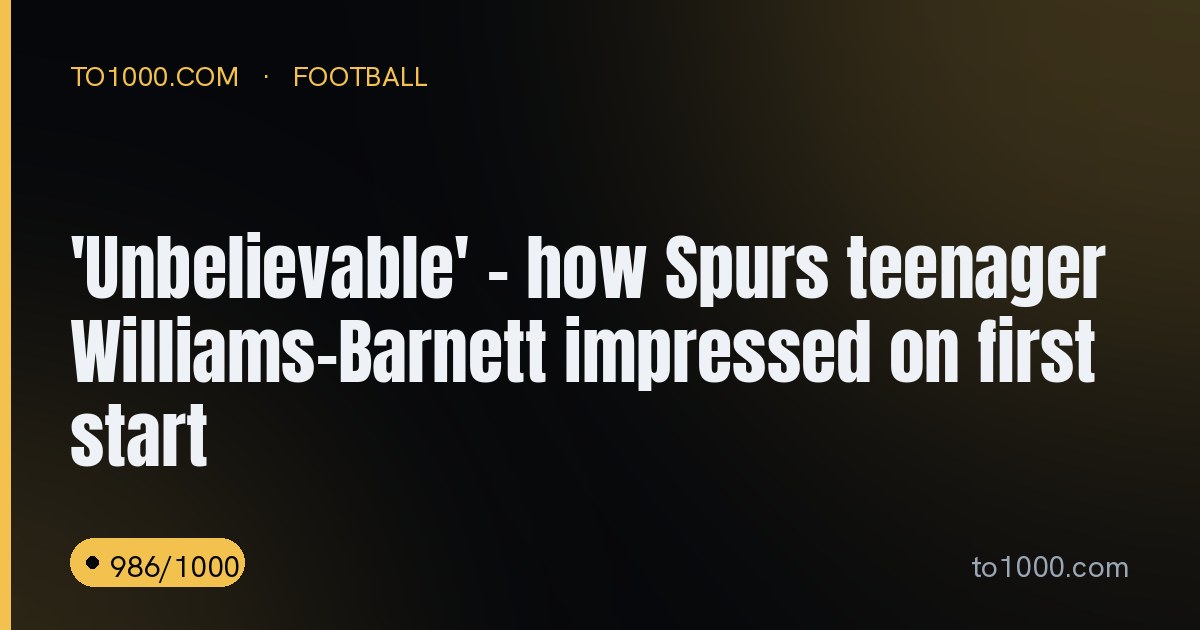 TO1000.COM · FOOTBALL
'Unbelievable' - how Spurs teenager
Williams-Barnett impressed on first
start
986/1000
to1000.com